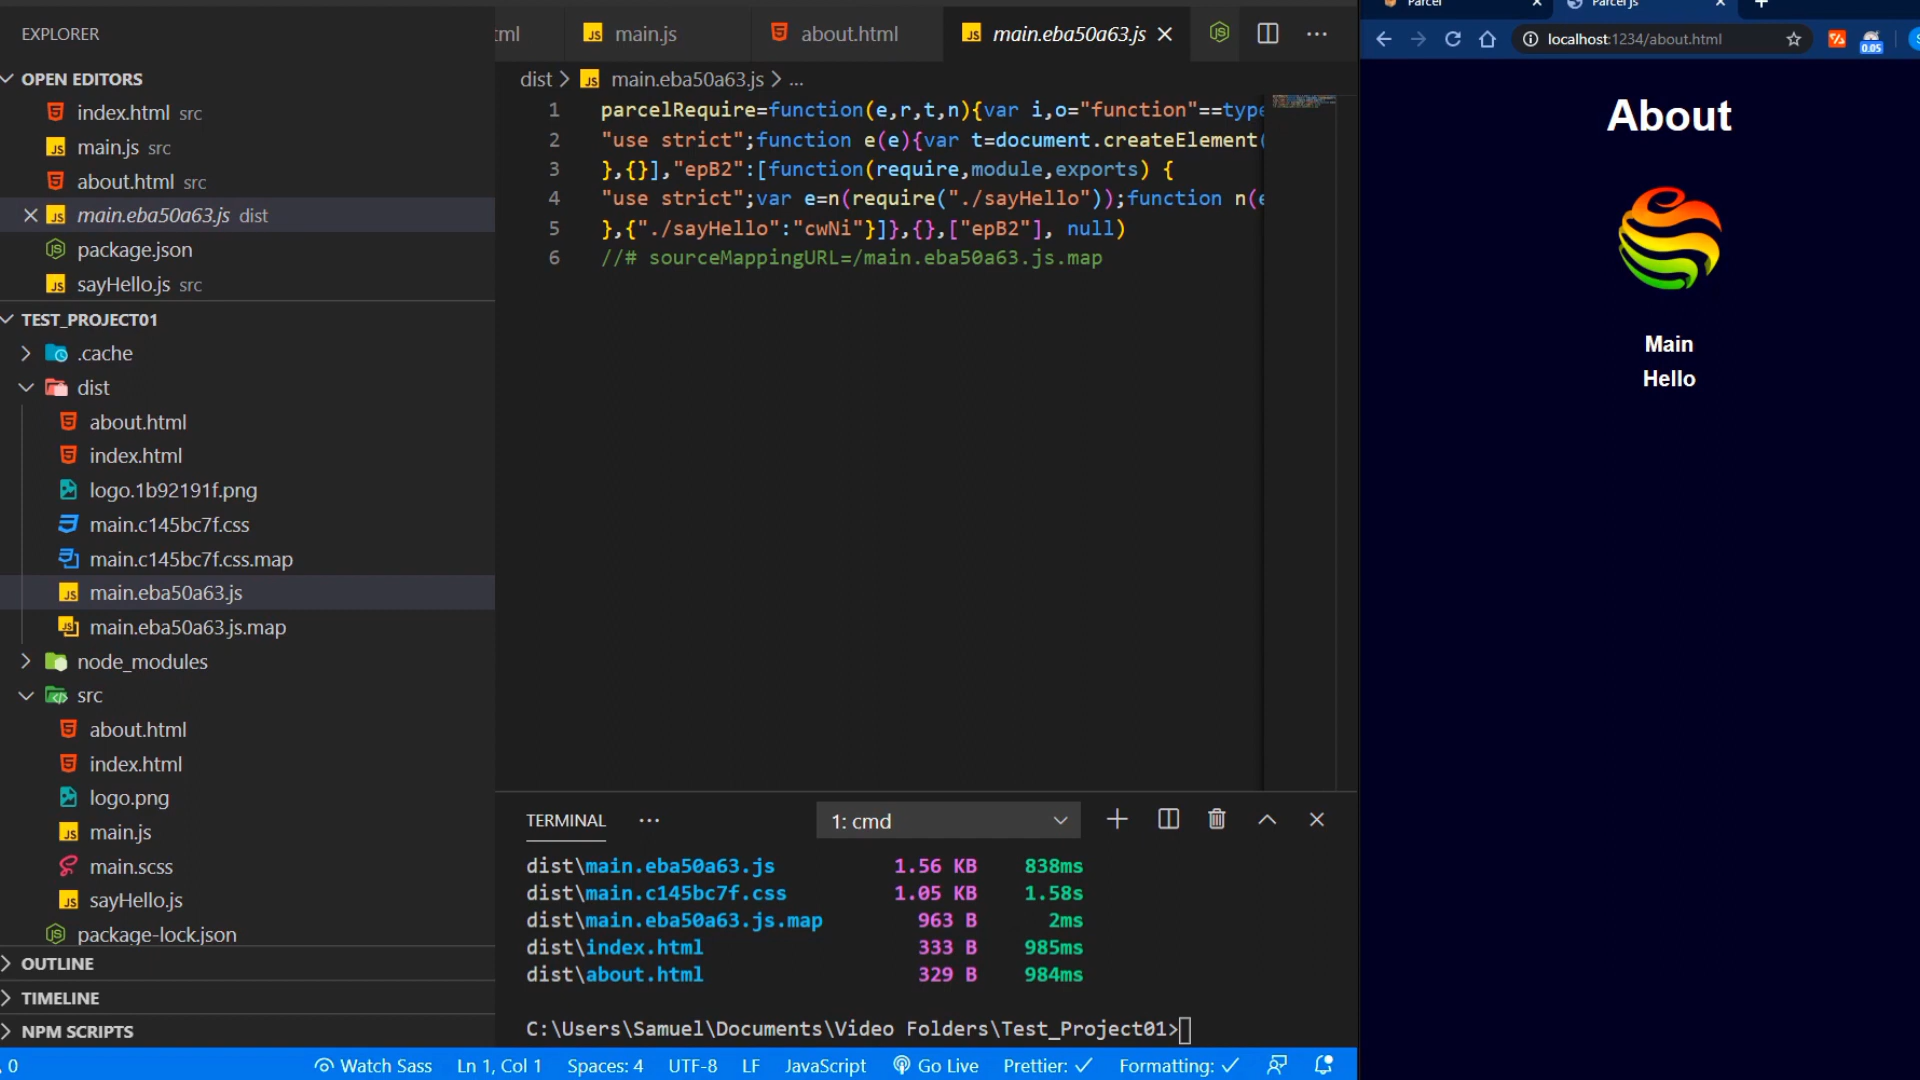 EXPLORER
OPEN EDITORS
index.html src
main.js src
about.html src
main.eba50a63.js dist
package.json
sayHello.js src
TEST_PROJECT01
.cache
dist
about.html
index.html
logo.1b92191f.png
main.c145bc7f.css
main.c145bc7f.css.map
main.eba50a63.js
main.eba50a63.js.map
node_modules
src
about.html
index.html
logo.png
main.js
main.scss
sayHello.js
package-lock.json
OUTLINE
TIMELINE
NPM SCRIPTS
main.js
about.html
main.eba50a63.js
dist > main.eba50a63.js > ...
1 parcelRequire=function(e,r,t,n){var i,o="function"==type
2 "use strict";function e(e){var t=document.createElement(
3 },{}],"epB2":[function(require,module,exports) {
4 "use strict";var e=n(require("./sayHello"));function n(e
5 },{"./sayHello":"cwNi"}]},{},["epB2"], null)
6 //# sourceMappingURL=/main.eba50a63.js.map
TERMINAL ... 1: cmd
dist\main.eba50a63.js 1.56 KB 838ms
dist\main.c145bc7f.css 1.05 KB 1.58s
dist\main.eba50a63.js.map 963 B 2ms
dist\index.html 333 B 985ms
dist\about.html 329 B 984ms
C:\Users\Samuel\Documents\Video Folders\Test_Project01>
0 Watch Sass Ln 1, Col 1 Spaces: 4 UTF-8 LF JavaScript Go Live Prettier: ✓ Formatting: ✓
Parcel
Parcel js
localhost:1234/about.html
0.05
About
Main
Hello